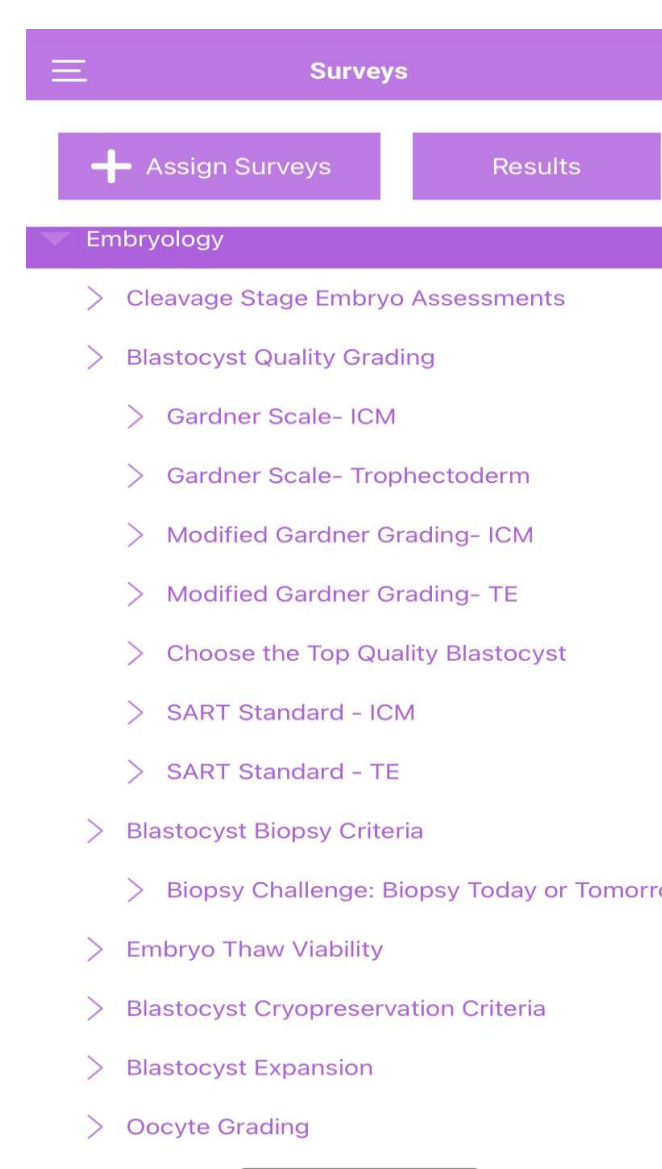 Surveys
Assign Surveys
Results
Embryology
Cleavage Stage Embryo Assessments
Blastocyst Quality Grading
Gardner Scale- ICM
Gardner Scale- Trophectoderm
Modified Gardner Grading- ICM
Modified Gardner Grading- TE
Choose the Top Quality Blastocyst
SART Standard - ICM
SART Standard - TE
Blastocyst Biopsy Criteria
Biopsy Challenge: Biopsy Today or
Embryo Thaw Viability
Blastocyst Cryopreservation Criteria
Blastocyst Expansion
Oocyte Grading